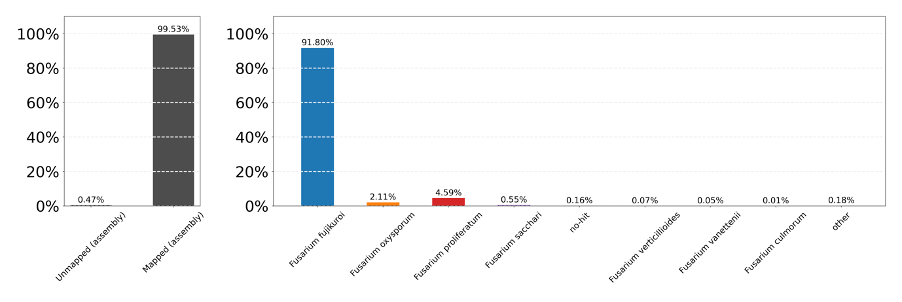 100%
80%
60%
40%
20%
0%
0.47%
99.53%
Unmapped (assembly)
Mapped (assembly)
100%
80%
60%
40%
20%
0%
91.80%
2.11%
4.59%
0.55%
0.16%
0.07%
0.05%
0.01%
0.18%
Fusarium fujikuroi
Fusarium oxysporum
Fusarium proliferatum
Fusarium sacchari
no-hit
Fusarium verticillioides
Fusarium vanettenii
Fusarium culmorum
other